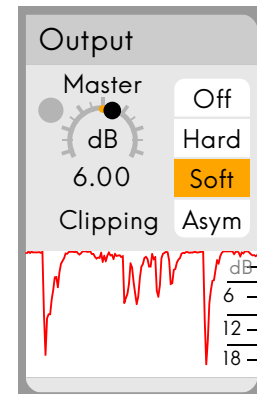 Output
Master
dB
6.00
Clipping
Off
Hard
Soft
Asym
dB
6
12
18